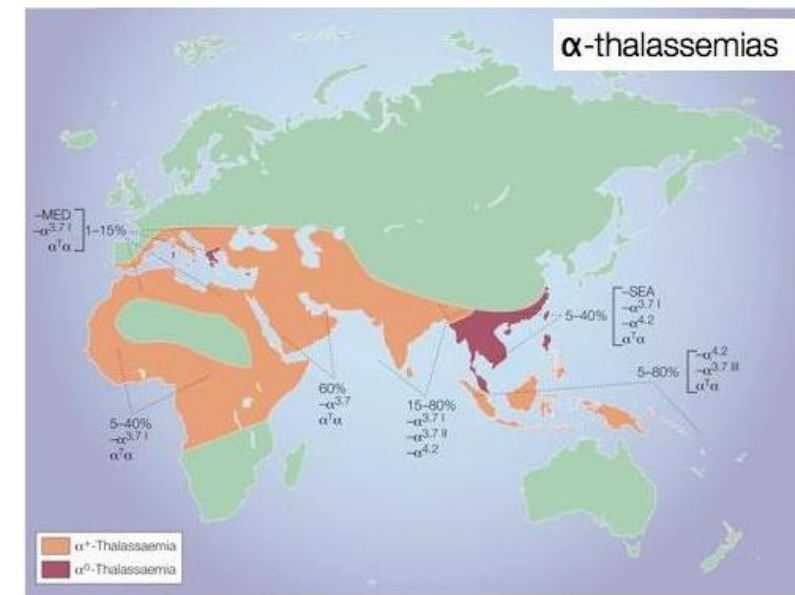 α-thalassemias
–MED
–α3.7 I
αTα
1–15%
–SEA
–α3.7 I
–α4.2
αTα
5–40%
–α4.2
–α3.7 III
αTα
5–80%
60%
–α3.7
αTα
15–80%
–α3.7 I
–α3.7 II
–α4.2
5–40%
–α3.7 I
αTα
α+-Thalassaemia
α0-Thalassaemia